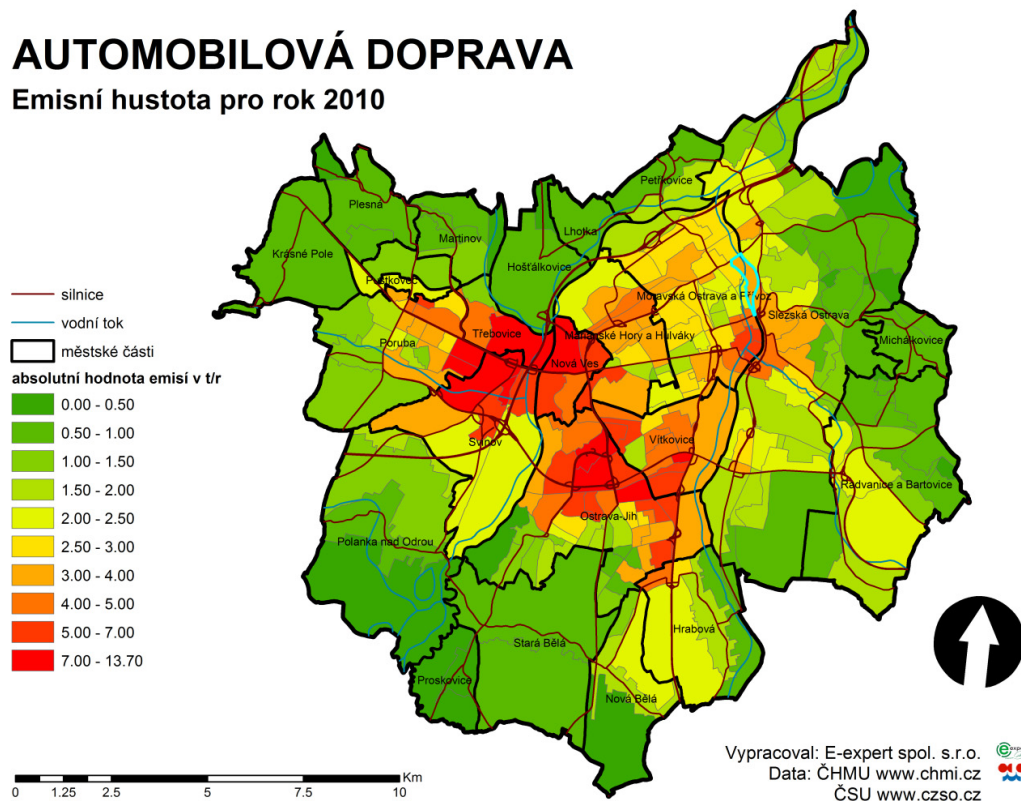 AUTOMOBILOVÁ DOPRAVA
Emisní hustota pro rok 2010
silnice
vodní tok
městské části
absolutní hodnota emisí v t/r
0.00 - 0.50
0.50 - 1.00
1.00 - 1.50
1.50 - 2.00
2.00 - 2.50
2.50 - 3.00
3.00 - 4.00
4.00 - 5.00
5.00 - 7.00
7.00 - 13.70
Petřkovice
Plesná
Lhotka
Martinov
Krásné Pole
Hošťálkovice
Pustkovec
Moravská Ostrava a Přívoz
Slezská Ostrava
Třebovice
Mariánské Hory a Hulváky
Michálkovice
Poruba
Nová Ves
Svinov
Vítkovice
Radvanice a Bartovice
Ostrava-Jih
Polanka nad Odrou
Hrabová
Stará Bělá
Proskovice
Nová Bělá
Km
0 1.25 2.5 5 7.5 10
Vypracoval: E-expert spol. s.r.o.
Data: ČHMU www.chmi.cz
ČSU www.czso.cz